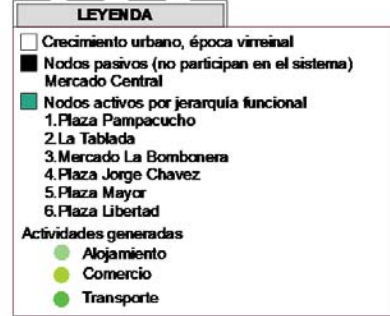 LEYENDA
Crecimiento urbano, época virreinal
Nodos pasivos (no participan en el sistema)
Mercado Central
Nodos activos por jerarquía funcional
1.Plaza Pampacucho
2.La Tablada
3.Mercado La Bombonera
4.Plaza Jorge Chavez
5.Plaza Mayor
6.Plaza Libertad
Actividades generadas
Alojamiento
Comercio
Transporte